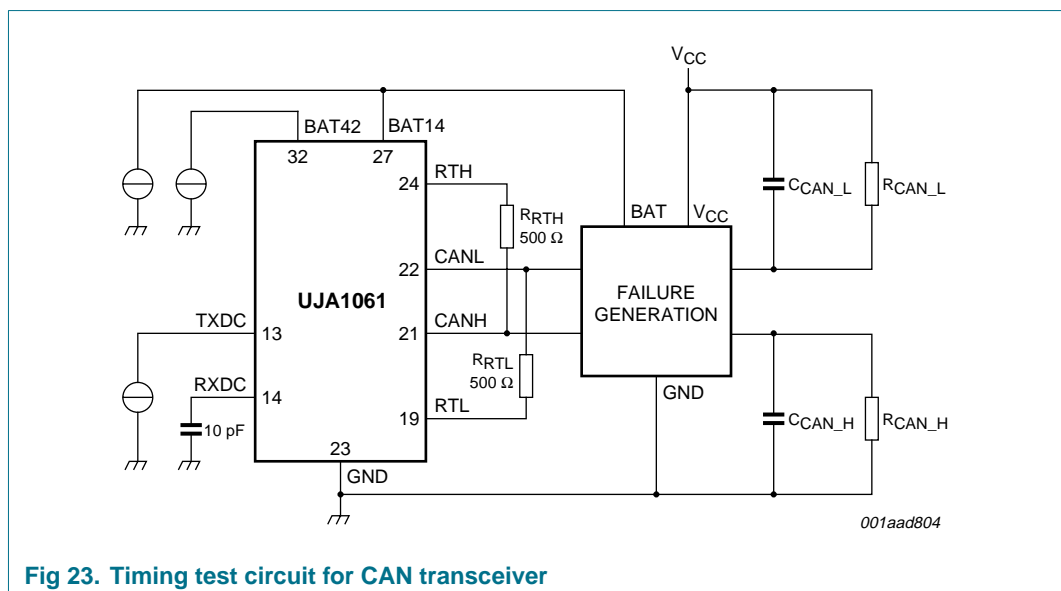 VCC
BAT42
BAT14
32
27
RTH
24
RRTH
500 Ω
BAT
VCC
CCAN_L
RCAN_L
CANL
22
UJA1061
FAILURE
GENERATION
TXDC
13
CANH
21
RRTL
500 Ω
RXDC
14
10 pF
RTL
19
GND
CCAN_H
RCAN_H
23
GND
001aad804
Fig 23. Timing test circuit for CAN transceiver